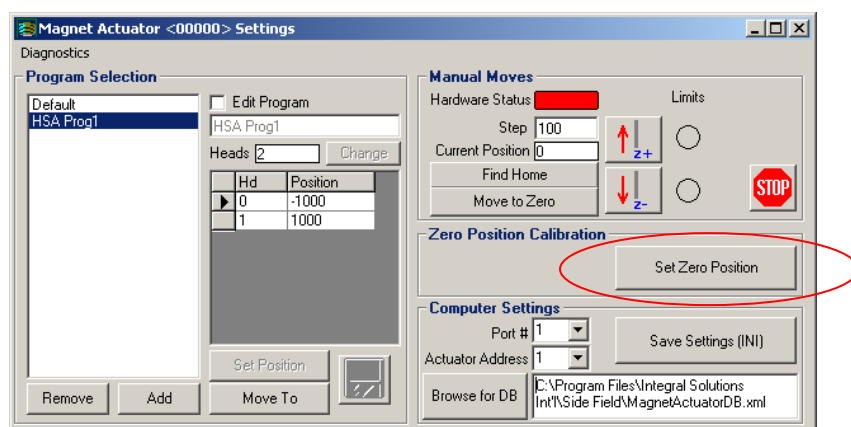 Magnet Actuator <00000> Settings
Diagnostics
Program Selection
Default
HSA Prog1
Edit Program
HSA Prog1
Heads 2 Change
Hd Position
0 -1000
1 1000
Set Position
Remove Add Move To
Manual Moves
Hardware Status Limits
Step 100
Current Position 0
z+
Find Home
Move to Zero
z-
STOP
Zero Position Calibration
Set Zero Position
Computer Settings
Port # 1
Save Settings (INI)
Actuator Address 1
Browse for DB
C:\Program Files\Integral Solutions
Int'l\Side Field\MagnetActuatorDB.xml